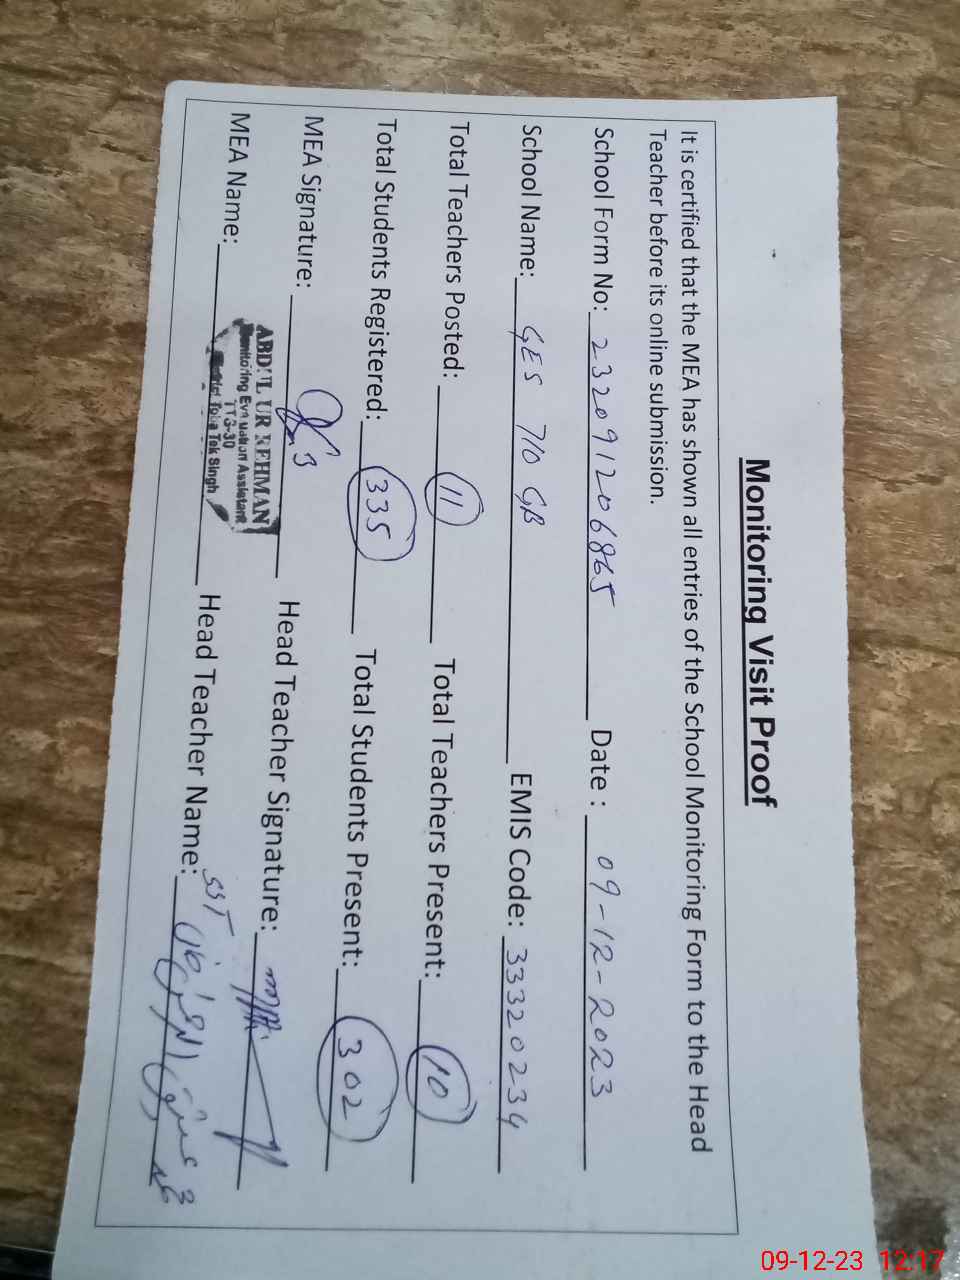 Monitoring Visit Proof
It is certified that the MEA has shown all entries of the School Monitoring Form to the Head
Teacher before its online submission.
School Form No: 232091206865 Date : 09-12-2023
School Name: GES 710 GB EMIS Code: 33320234
Total Teachers Posted: 11 Total Teachers Present: 10
Total Students Registered: 335 Total Students Present: 302
MEA Signature: Head Teacher Signature:
ABDUL UR REHMAN
Monitoring Evaluation Assistant
TTS-30
District Toba Tek Singh
MEA Name: Head Teacher Name: SST
09-12-23 12:17